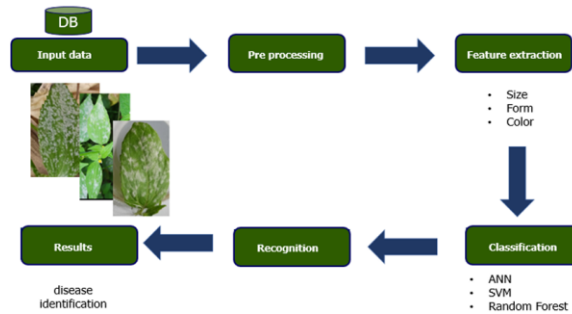 DB
Input data
Pre processing
Feature extraction
• Size
• Form
• Color
Results
Recognition
Classification
disease
identification
• ANN
• SVM
• Random Forest